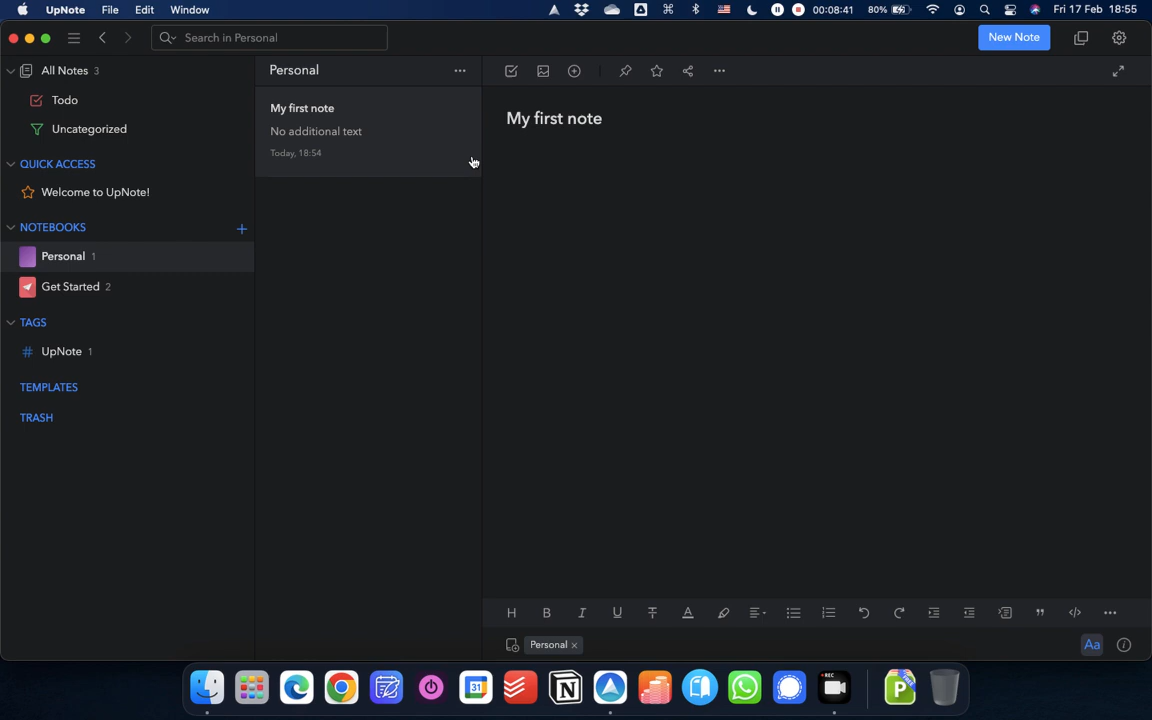 UpNote File Edit Window 00:08:41 80% Fri 17 Feb 18:55
Search in Personal New Note
All Notes 3
Todo
Uncategorized
QUICK ACCESS
Welcome to UpNote!
NOTEBOOKS
Personal 1
Get Started 2
TAGS
# UpNote 1
TEMPLATES
TRASH
Personal
My first note
No additional text
Today, 18:54
My first note
H B I U T A
Personal
Aa
31
REC
P